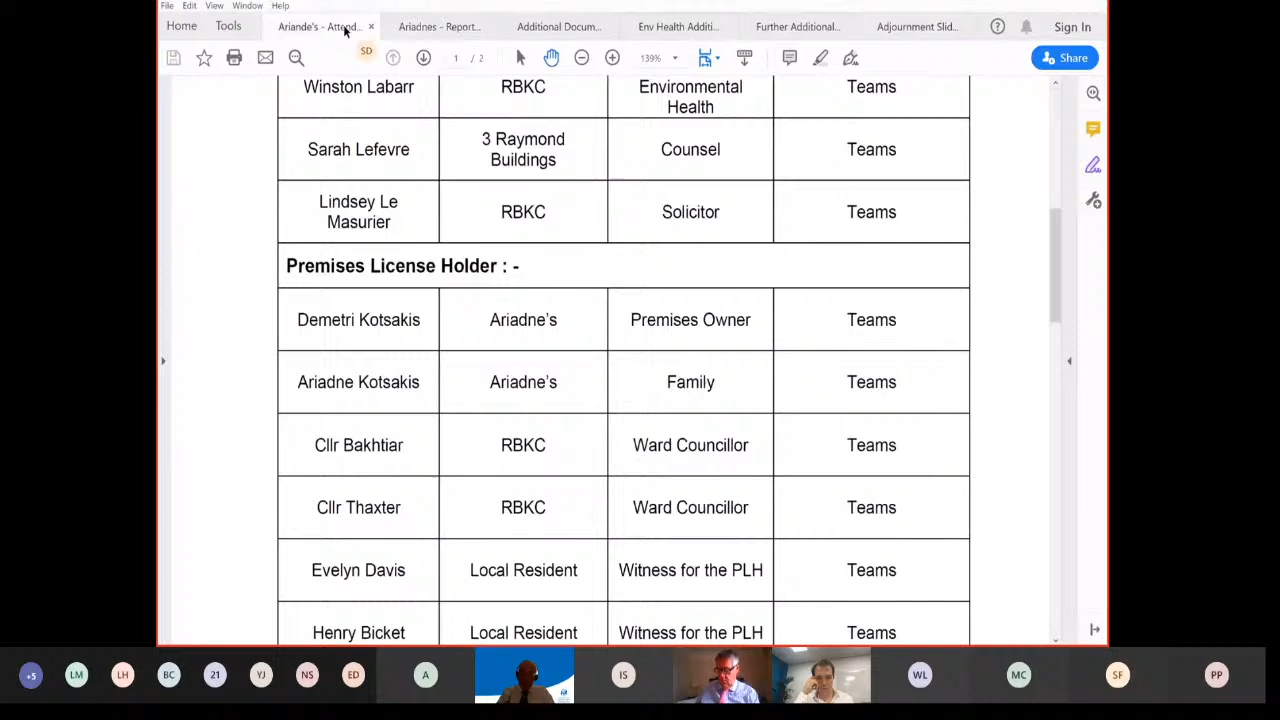 File Edit View Window Help
Home Tools Ariande's - Attend... × Ariadnes - Report... Additional Docum... Env Health Additi... Further Additional... Adjournment Slid... Sign In
SD
1 / 2 139% Share
Winston Labarr RBKC Environmental Health Teams
Sarah Lefevre 3 Raymond Buildings Counsel Teams
Lindsey Le Masurier RBKC Solicitor Teams
Premises License Holder : -
Demetri Kotsakis Ariadne’s Premises Owner Teams
Ariadne Kotsakis Ariadne’s Family Teams
Cllr Bakhtiar RBKC Ward Councillor Teams
Cllr Thaxter RBKC Ward Councillor Teams
Evelyn Davis Local Resident Witness for the PLH Teams
Henry Bicket Local Resident Witness for the PLH Teams
+5 LM LH BC 21 YJ NS ED A IS WL MC SF PP